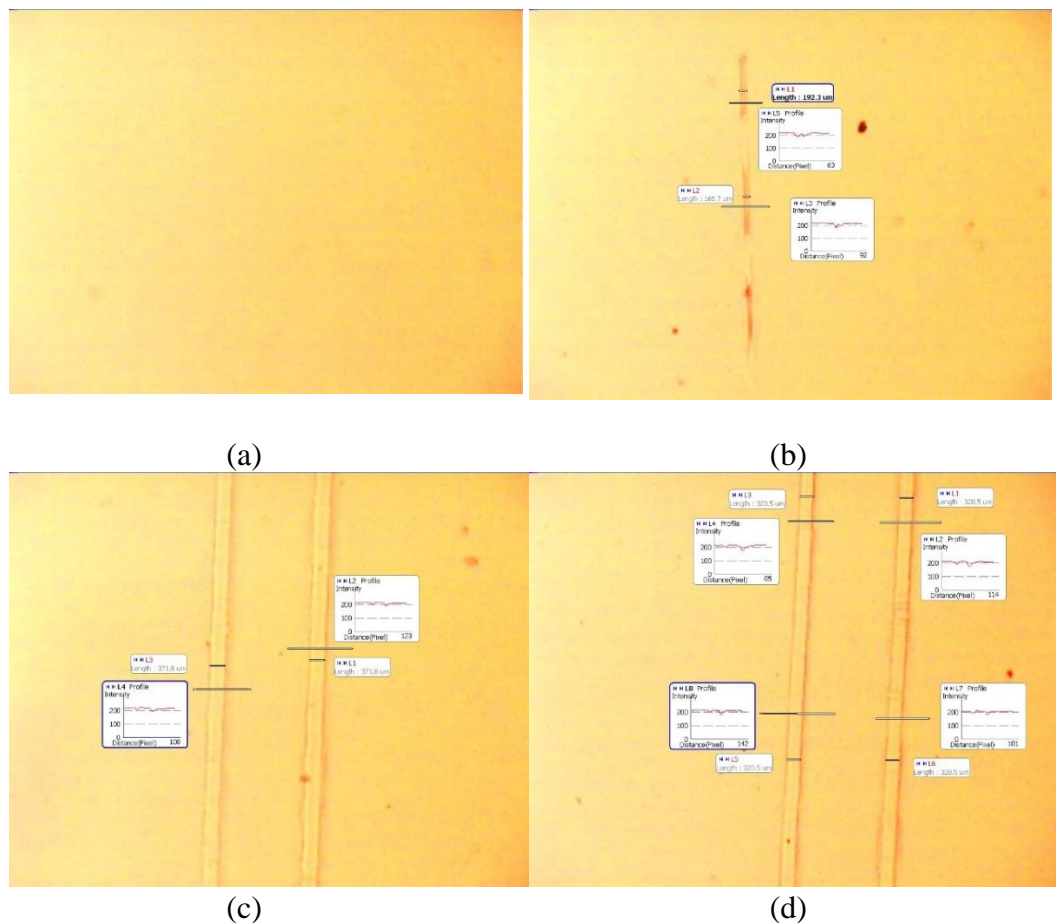 L1
Length : 192.3 um
L5 Profile
Intensity
200
100
0
Distance(Pixel) 63
L2
Length : 166.7 um
L3 Profile
Intensity
200
100
0
Distance(Pixel) 92
(a)
(b)
L2 Profile
Intensity
200
100
0
Distance(Pixel) 123
L3
Length : 371.8 um
L1
Length : 371.8 um
L4 Profile
Intensity
200
100
0
Distance(Pixel) 108
L3
Length : 320.5 um
L1
Length : 320.5 um
L4 Profile
Intensity
200
100
0
Distance(Pixel)
L2 Profile
Intensity
200
100
0
Distance(Pixel) 114
L8 Profile
Intensity
200
100
0
Distance(Pixel) 142
L7 Profile
Intensity
200
100
0
Distance(Pixel) 101
L5
Length : 320.5 um
L6
Length : 320.5 um
(c)
(d)